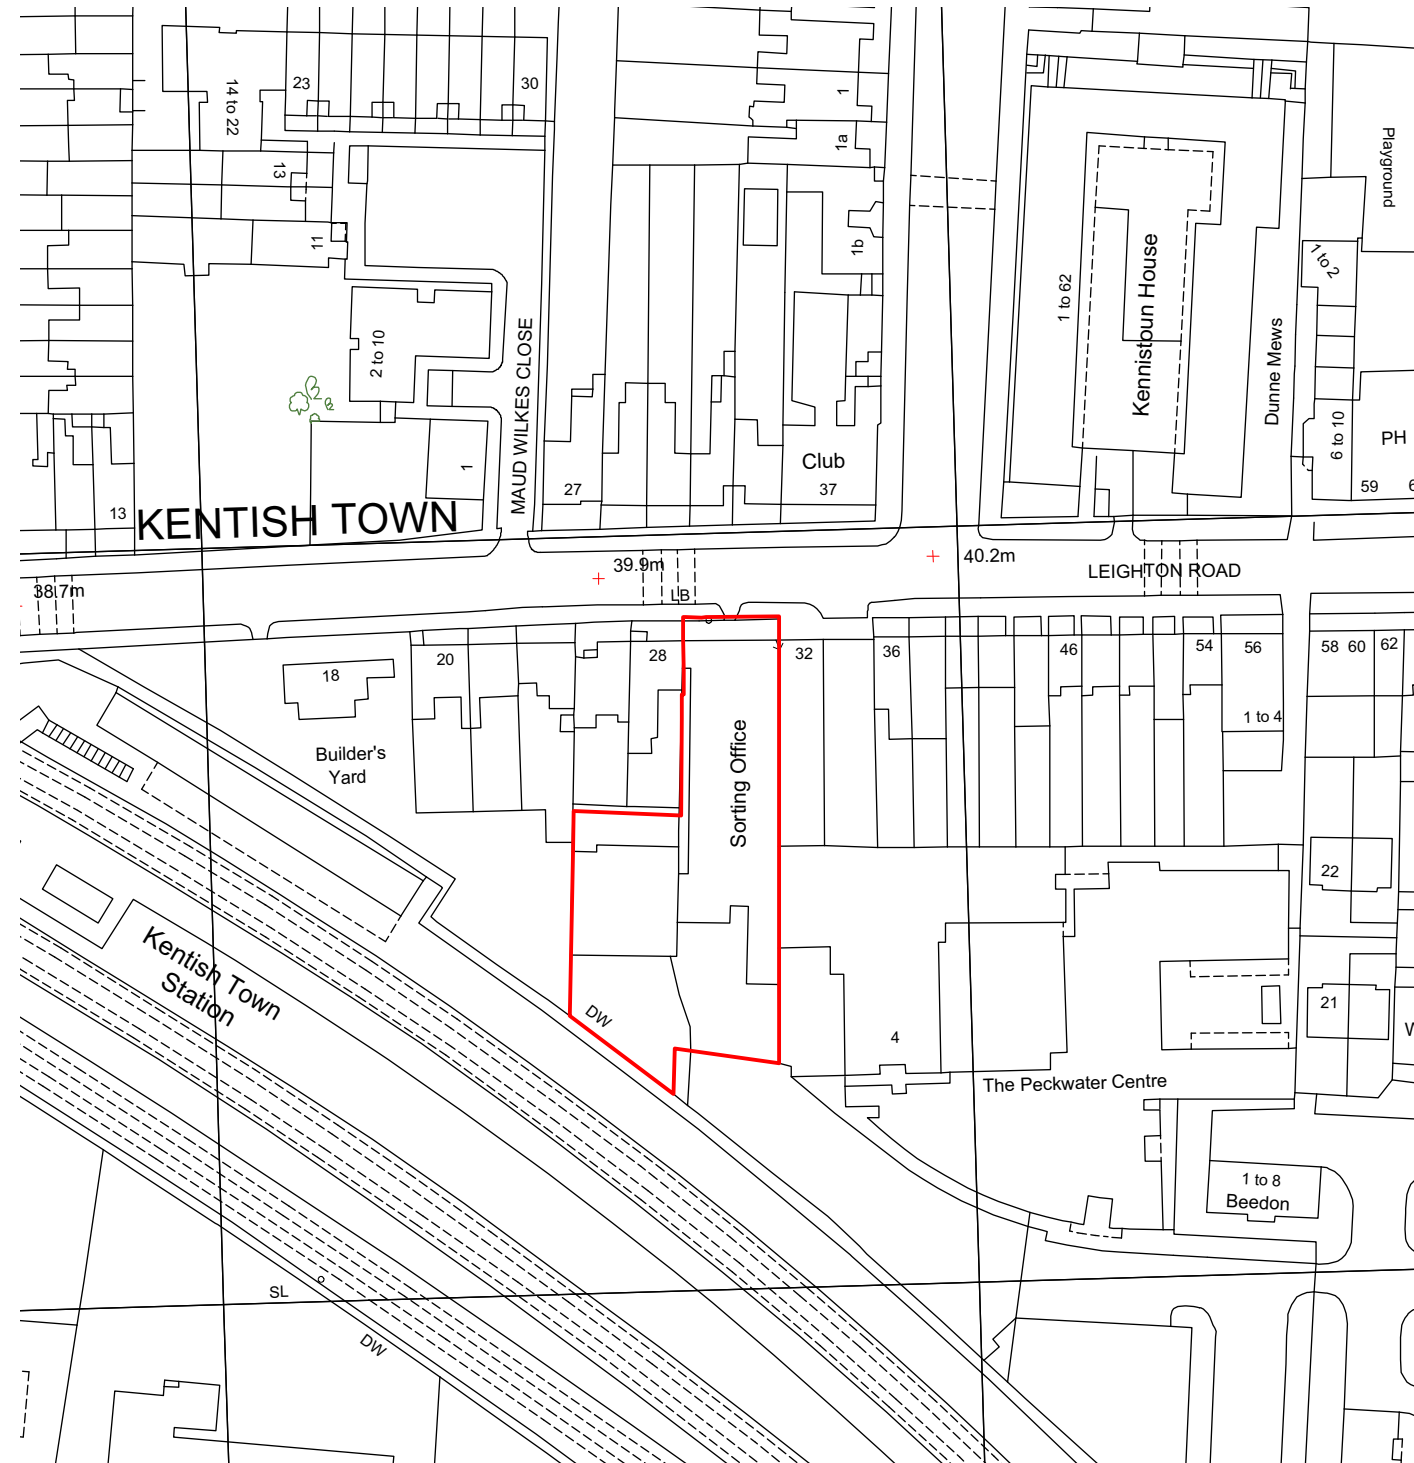 23
30
14 to 22
1
1a
13
11
1b
Playground
1 to 2
1 to 62
Kennistoun House
Dunne Mews
2 to 10
MAUD WILKES CLOSE
1
27
Club
37
6 to 10
PH
59
13
KENTISH TOWN
38.7m
39.9m
LB
40.2m
LEIGHTON ROAD
18
20
28
32
36
46
54
56
1 to 4
58
60
62
Builder's
Yard
Sorting Office
22
21
Kentish Town
Station
DW
4
The Peckwater Centre
1 to 8
Beedon
SL
DW